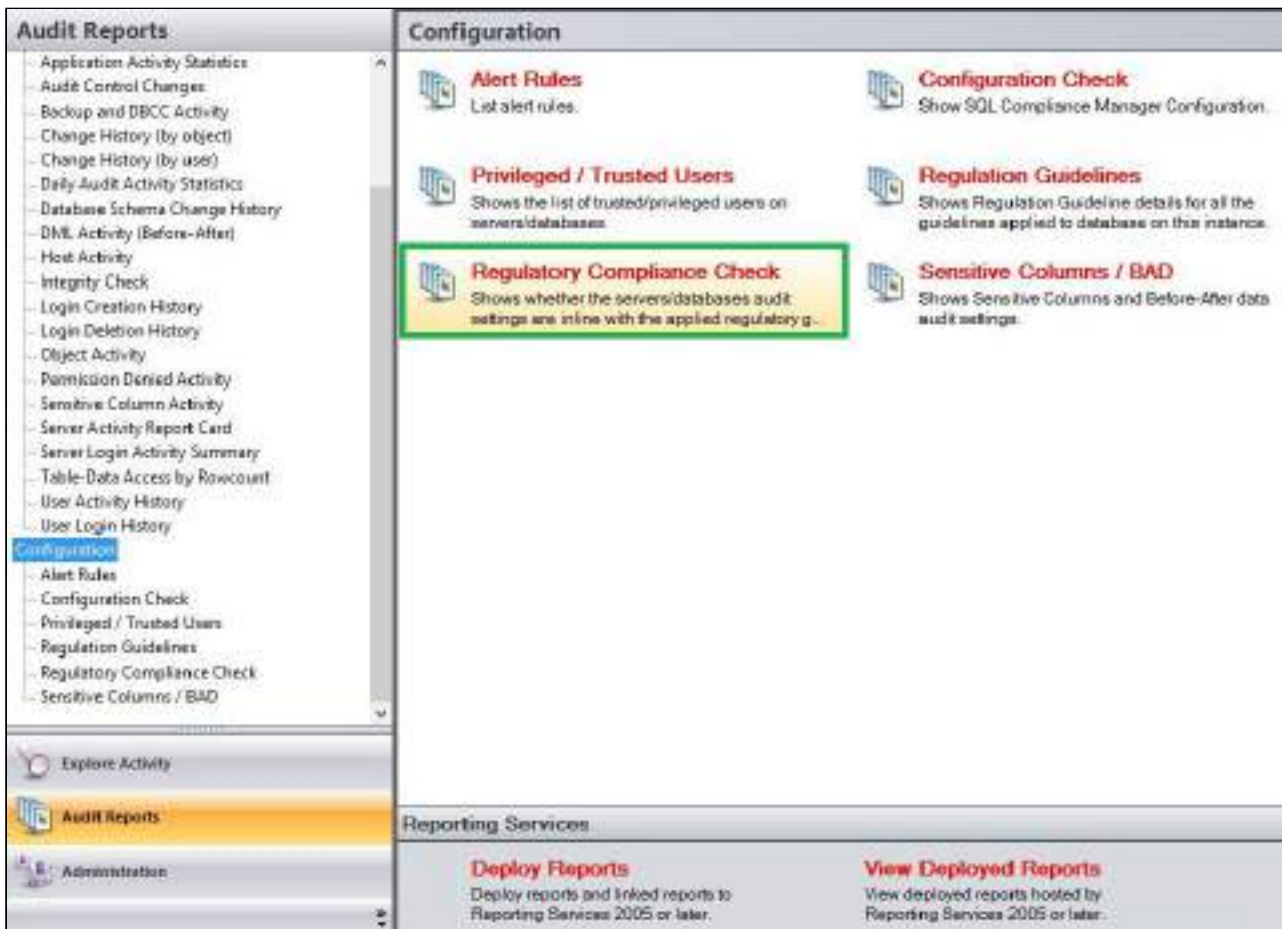 Audit Reports
Application Activity Statistics
Audit Control Changes
Backup and DBCC Activity
Change History (by object)
Change History (by user)
Daily Audit Activity Statistics
Database Schema Change History
DML Activity (Before-After)
Host Activity
Integrity Check
Login Creation History
Login Deletion History
Object Activity
Permission Denied Activity
Sensitive Column Activity
Server Activity Report Card
Server Login Activity Summary
Table-Data Access by Rowcount
User Activity History
User Login History
Configuration
Alert Rules
Configuration Check
Privileged / Trusted Users
Regulation Guidelines
Regulatory Compliance Check
Sensitive Columns / BAD
Explore Activity
Audit Reports
Administration
Configuration
Alert Rules
List alert rules.
Configuration Check
Show SQL Compliance Manager Configuration.
Privileged / Trusted Users
Shows the list of trusted/privileged users on
servers/databases
Regulation Guidelines
Shows Regulation Guideline details for all the
guidelines applied to database on this instance.
Regulatory Compliance Check
Shows whether the servers/databases audit
settings are inline with the applied regulatory g...
Sensitive Columns / BAD
Shows Sensitive Columns and Before-After data
audit settings.
Reporting Services
Deploy Reports
Deploy reports and linked reports to
Reporting Services 2005 or later.
View Deployed Reports
View deployed reports hosted by
Reporting Services 2005 or later.